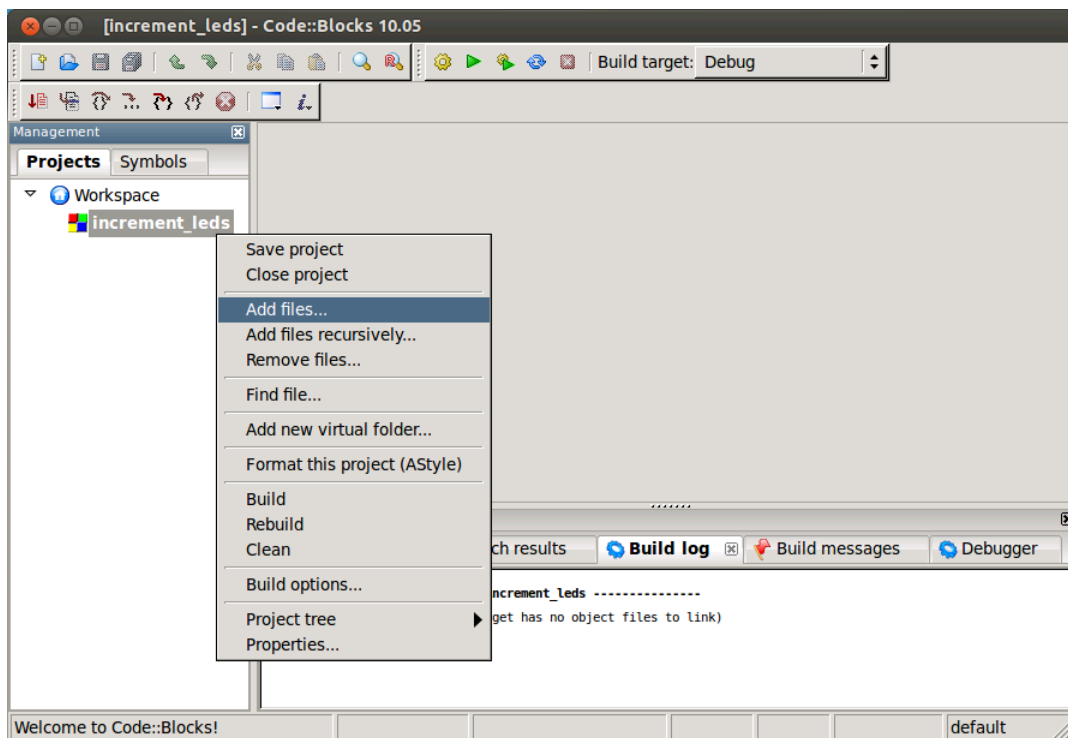 [increment_leds] - Code::Blocks 10.05
Build target: Debug
Management
Projects Symbols
Workspace
increment_leds
Save project
Close project
Add files...
Add files recursively...
Remove files...
Find file...
Add new virtual folder...
Format this project (AStyle)
Build
Rebuild
Clean
Build options...
Project tree
Properties...
ch results Build log Build messages Debugger
ncrement_leds ---------------
get has no object files to link)
Welcome to Code::Blocks! default